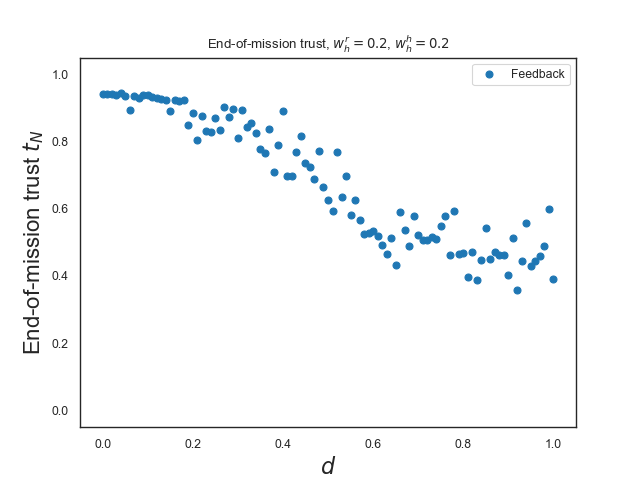 End-of-mission trust, $w_h^r = 0.2$, $w_h^h = 0.2$
Feedback
End-of-mission trust $t_N$
1.0
0.8
0.6
0.4
0.2
0.0
0.0 0.2 0.4 0.6 0.8 1.0
$d$